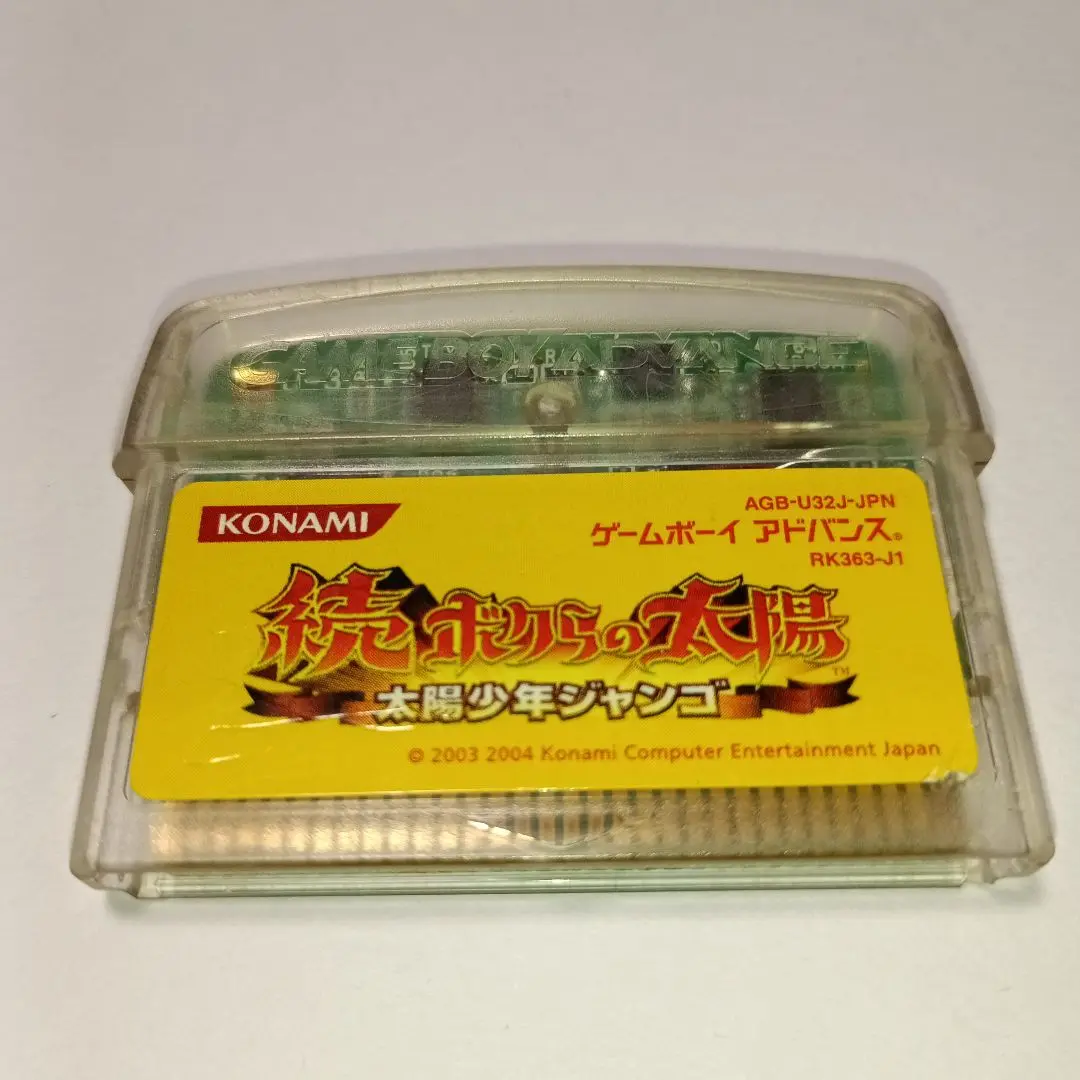 GAME BOY ADVANCE
KONAMI
AGB-U32J-JPN
ゲームボーイ アドバンス®
RK363-J1
続ボクらの太陽™
太陽少年ジャンゴ
© 2003 2004 Konami Computer Entertainment Japan